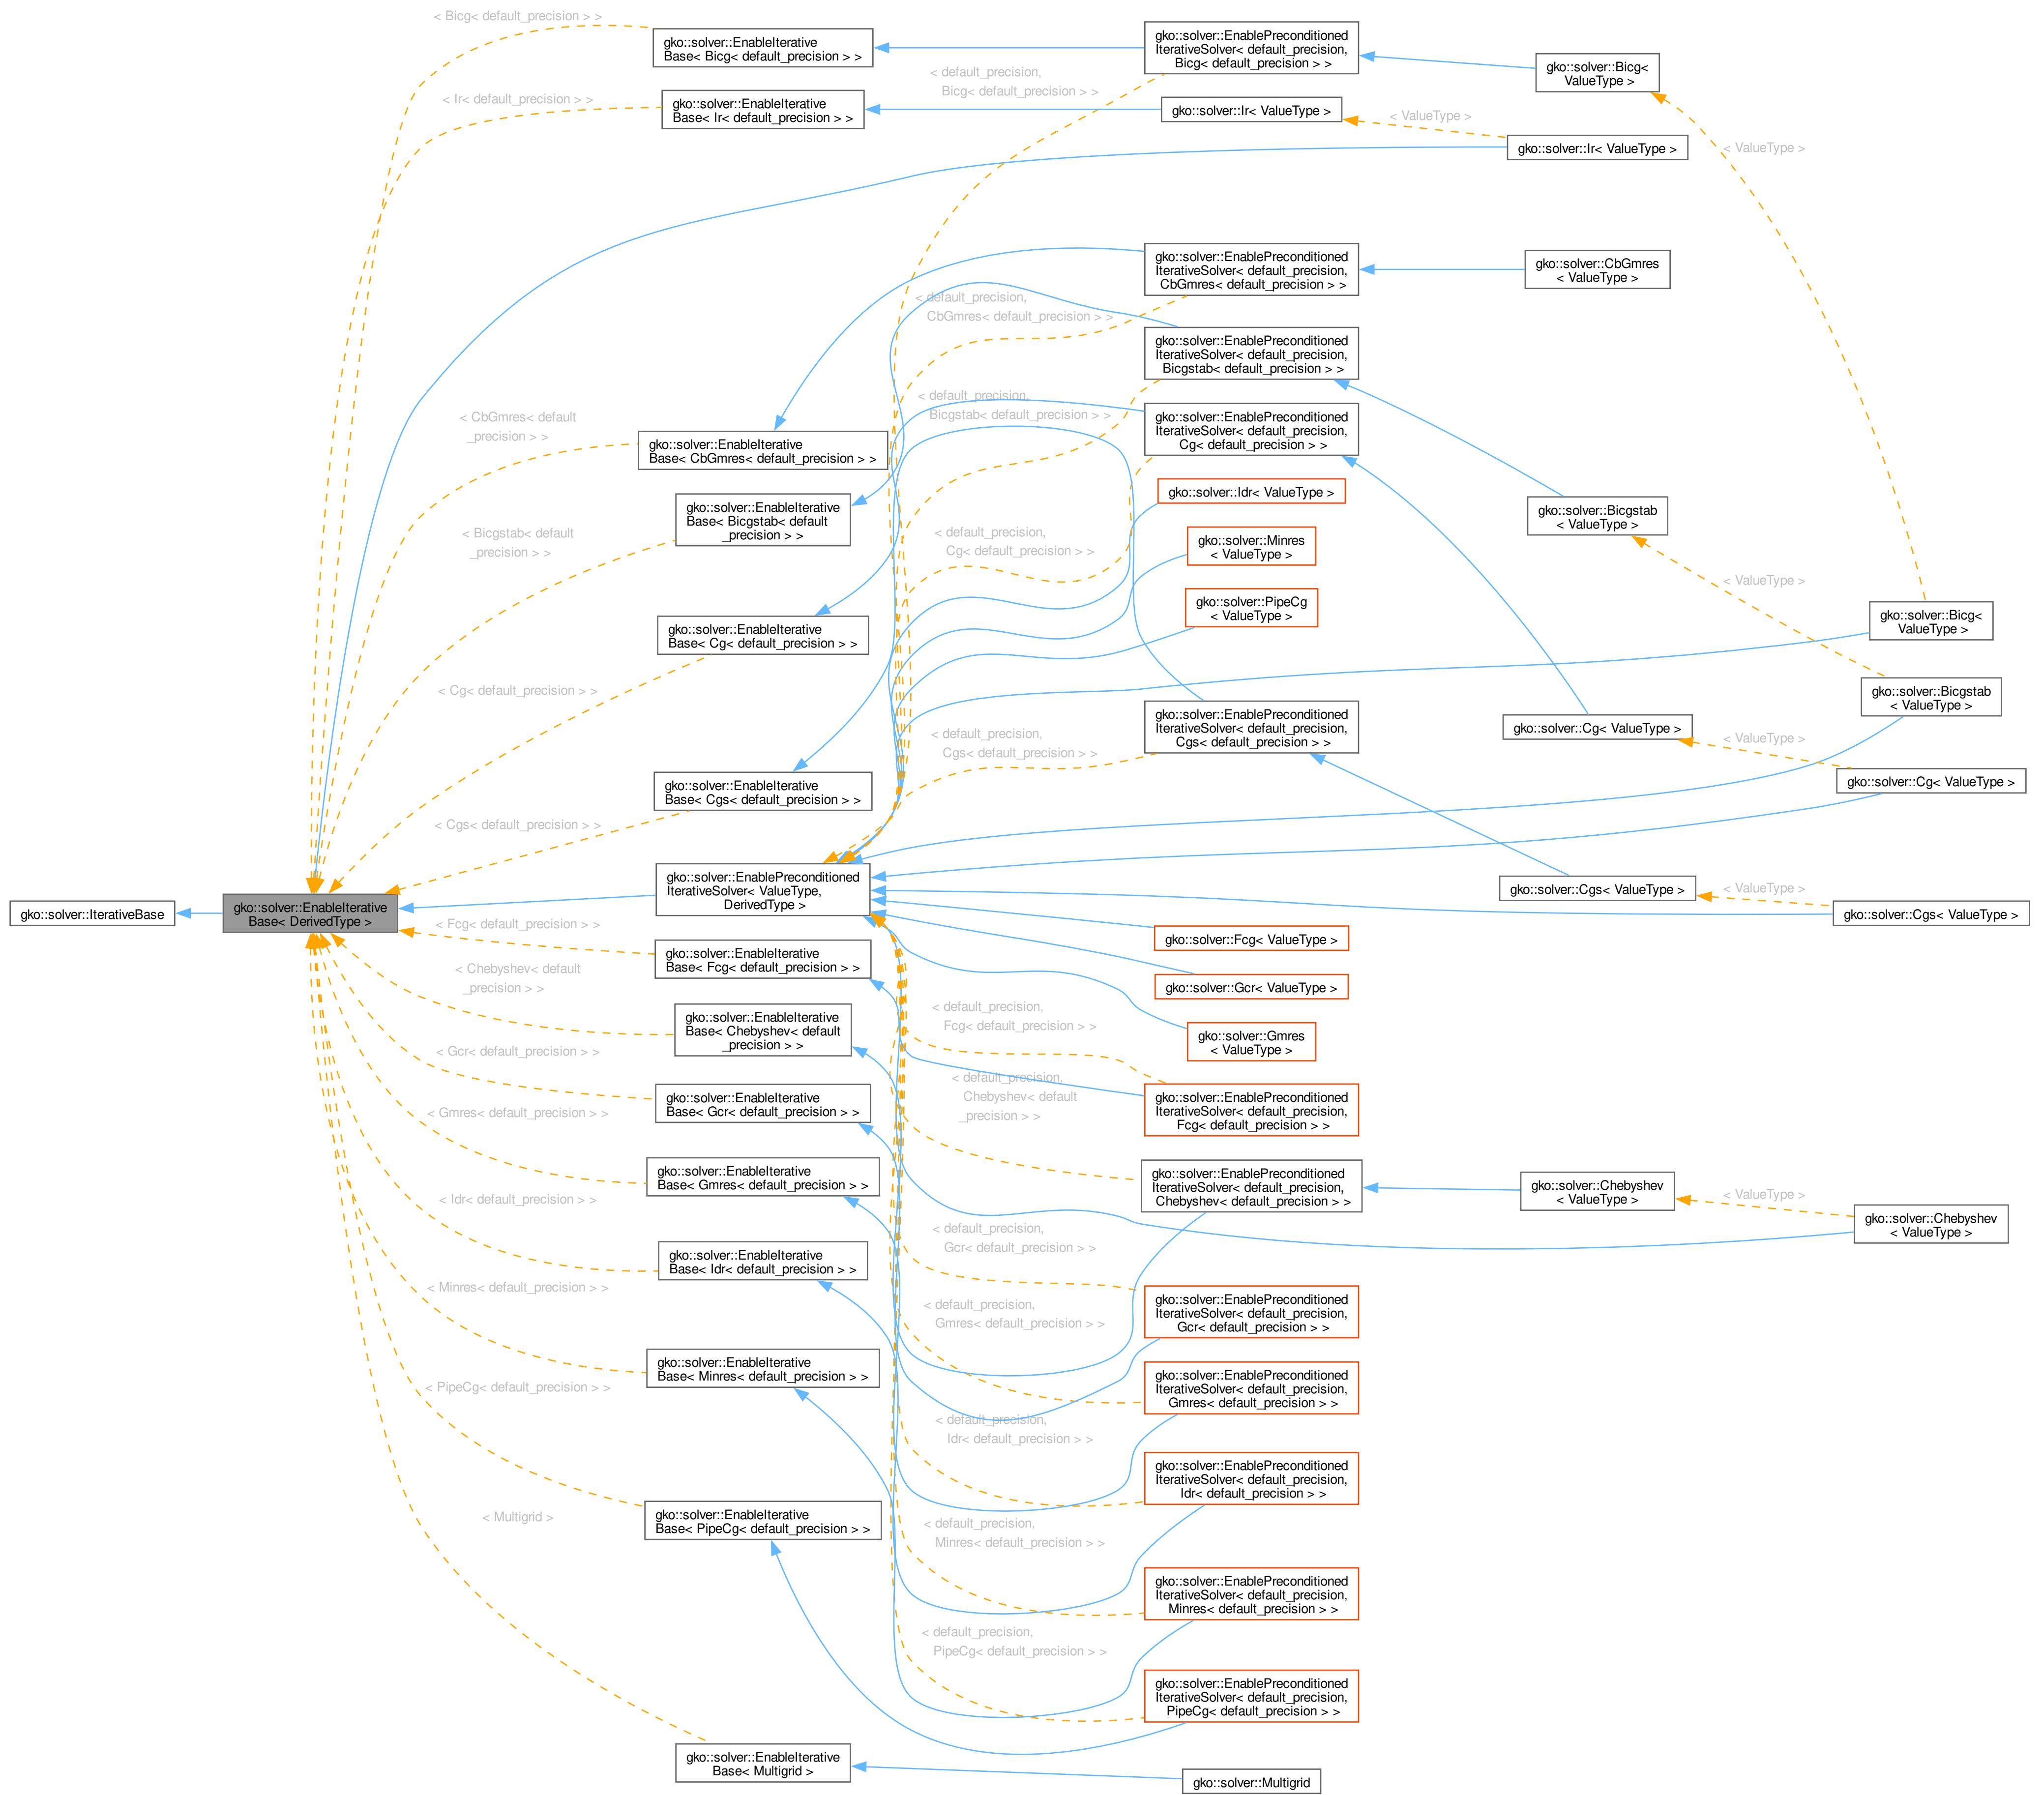 gko::solver::IterativeBase
gko::solver::EnableIterative
Base< DerivedType >
< Bicg< default_precision > >
< Ir< default_precision > >
< CbGmres< default
_precision > >
< Bicgstab< default
_precision > >
< Cg< default_precision > >
< Cgs< default_precision > >
< Fcg< default_precision > >
< Chebyshev< default
_precision > >
< Gcr< default_precision > >
< Gmres< default_precision > >
< Idr< default_precision > >
< Minres< default_precision > >
< PipeCg< default_precision > >
< Multigrid >
gko::solver::EnableIterative
Base< Bicg< default_precision > >
gko::solver::EnableIterative
Base< Ir< default_precision > >
gko::solver::EnableIterative
Base< CbGmres< default_precision > >
gko::solver::EnableIterative
Base< Bicgstab< default
_precision > >
gko::solver::EnableIterative
Base< Cg< default_precision > >
gko::solver::EnableIterative
Base< Cgs< default_precision > >
gko::solver::EnablePreconditioned
IterativeSolver< ValueType,
DerivedType >
gko::solver::EnableIterative
Base< Fcg< default_precision > >
gko::solver::EnableIterative
Base< Chebyshev< default
_precision > >
gko::solver::EnableIterative
Base< Gcr< default_precision > >
gko::solver::EnableIterative
Base< Gmres< default_precision > >
gko::solver::EnableIterative
Base< Idr< default_precision > >
gko::solver::EnableIterative
Base< Minres< default_precision > >
gko::solver::EnableIterative
Base< PipeCg< default_precision > >
gko::solver::EnableIterative
Base< Multigrid >
< default_precision,
Bicg< default_precision > >
< default_precision,
CbGmres< default_precision > >
< default_precision,
Bicgstab< default_precision > >
< default_precision,
Cg< default_precision > >
< default_precision,
Cgs< default_precision > >
< default_precision,
Fcg< default_precision > >
< default_precision,
Chebyshev< default
_precision > >
< default_precision,
Gcr< default_precision > >
< default_precision,
Gmres< default_precision > >
< default_precision,
Idr< default_precision > >
< default_precision,
Minres< default_precision > >
< default_precision,
PipeCg< default_precision > >
gko::solver::EnablePreconditioned
IterativeSolver< default_precision,
Bicg< default_precision > >
gko::solver::Ir< ValueType >
gko::solver::EnablePreconditioned
IterativeSolver< default_precision,
CbGmres< default_precision > >
gko::solver::EnablePreconditioned
IterativeSolver< default_precision,
Bicgstab< default_precision > >
gko::solver::EnablePreconditioned
IterativeSolver< default_precision,
Cg< default_precision > >
gko::solver::Idr< ValueType >
gko::solver::Minres
< ValueType >
gko::solver::PipeCg
< ValueType >
gko::solver::EnablePreconditioned
IterativeSolver< default_precision,
Cgs< default_precision > >
gko::solver::Fcg< ValueType >
gko::solver::Gcr< ValueType >
gko::solver::Gmres
< ValueType >
gko::solver::EnablePreconditioned
IterativeSolver< default_precision,
Fcg< default_precision > >
gko::solver::EnablePreconditioned
IterativeSolver< default_precision,
Chebyshev< default_precision > >
gko::solver::EnablePreconditioned
IterativeSolver< default_precision,
Gcr< default_precision > >
gko::solver::EnablePreconditioned
IterativeSolver< default_precision,
Gmres< default_precision > >
gko::solver::EnablePreconditioned
IterativeSolver< default_precision,
Idr< default_precision > >
gko::solver::EnablePreconditioned
IterativeSolver< default_precision,
Minres< default_precision > >
gko::solver::EnablePreconditioned
IterativeSolver< default_precision,
PipeCg< default_precision > >
gko::solver::Multigrid
< ValueType >
gko::solver::Bicg<
ValueType >
gko::solver::Ir< ValueType >
gko::solver::CbGmres
< ValueType >
gko::solver::Bicgstab
< ValueType >
gko::solver::Cg< ValueType >
gko::solver::Cgs< ValueType >
gko::solver::Chebyshev
< ValueType >
< ValueType >
< ValueType >
< ValueType >
< ValueType >
< ValueType >
gko::solver::Bicg<
ValueType >
gko::solver::Bicgstab
< ValueType >
gko::solver::Cg< ValueType >
gko::solver::Cgs< ValueType >
gko::solver::Chebyshev
< ValueType >